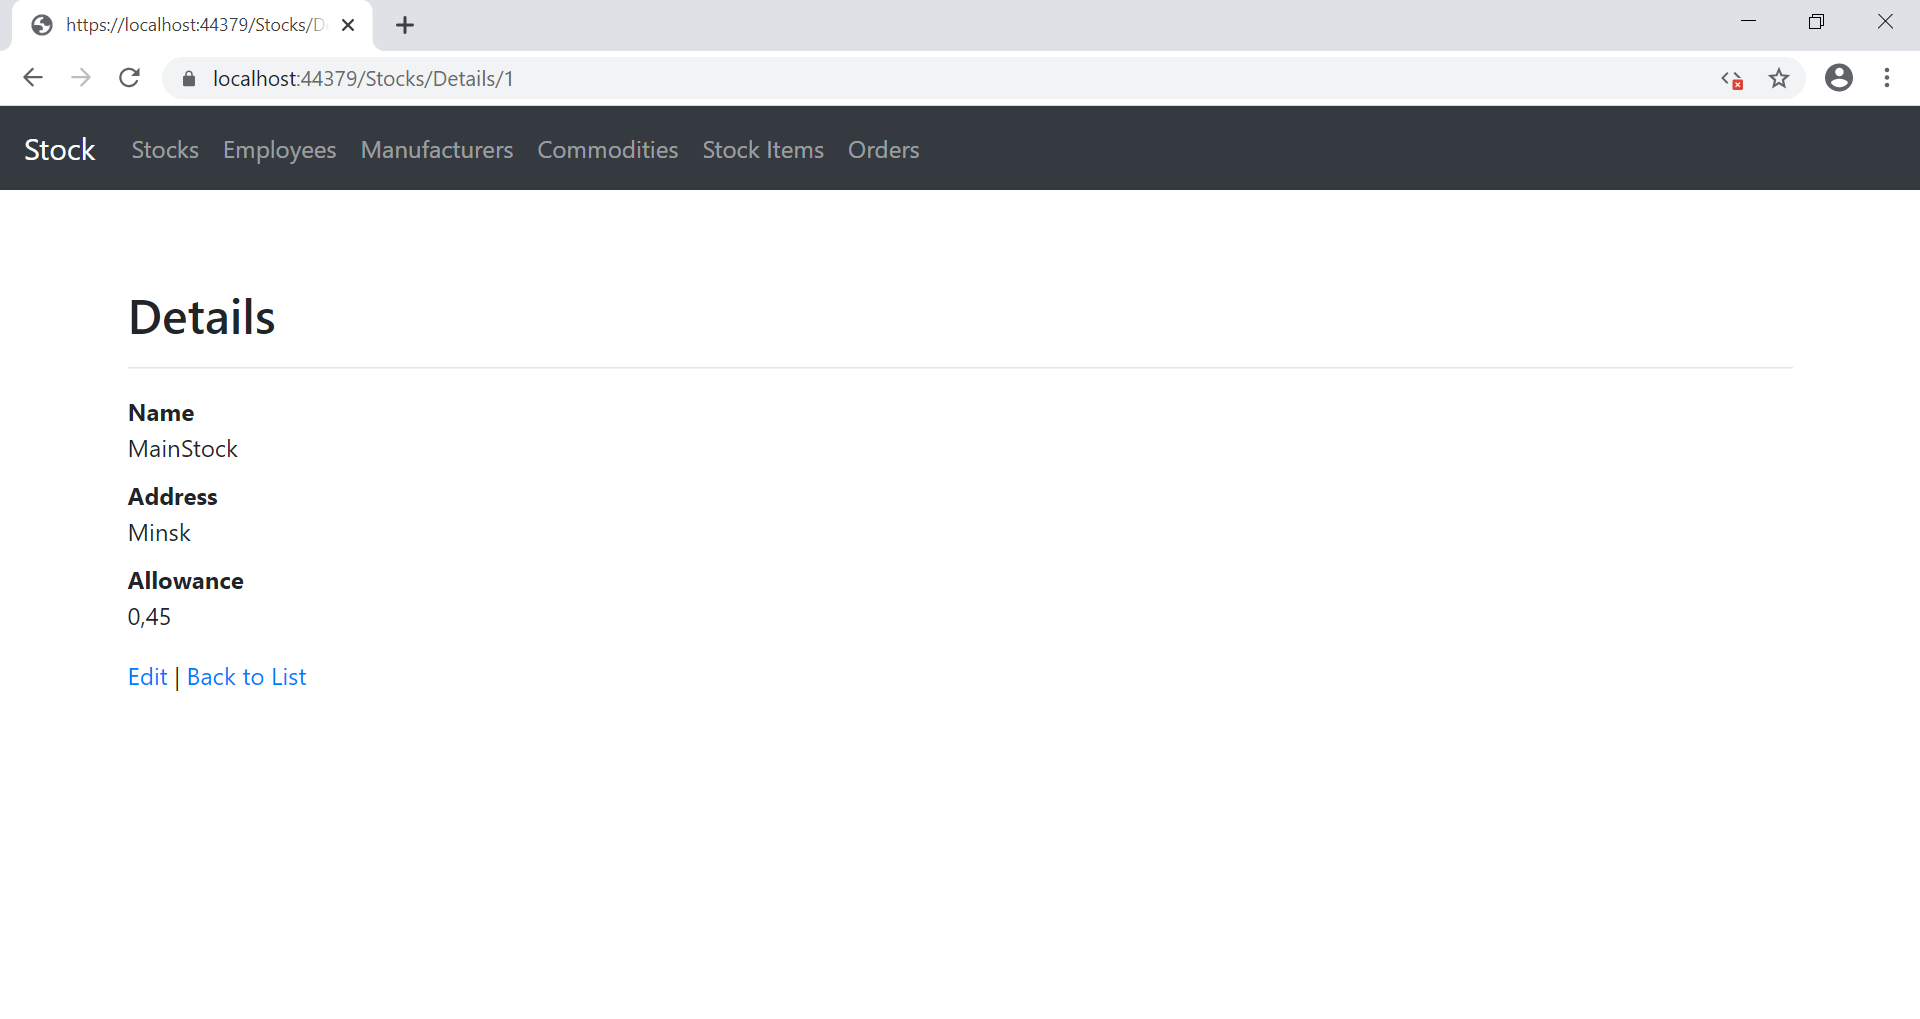 https://localhost:44379/Stocks/D
localhost:44379/Stocks/Details/1
Stock Stocks Employees Manufacturers Commodities Stock Items Orders
Details
Name
MainStock
Address
Minsk
Allowance
0,45
Edit | Back to List